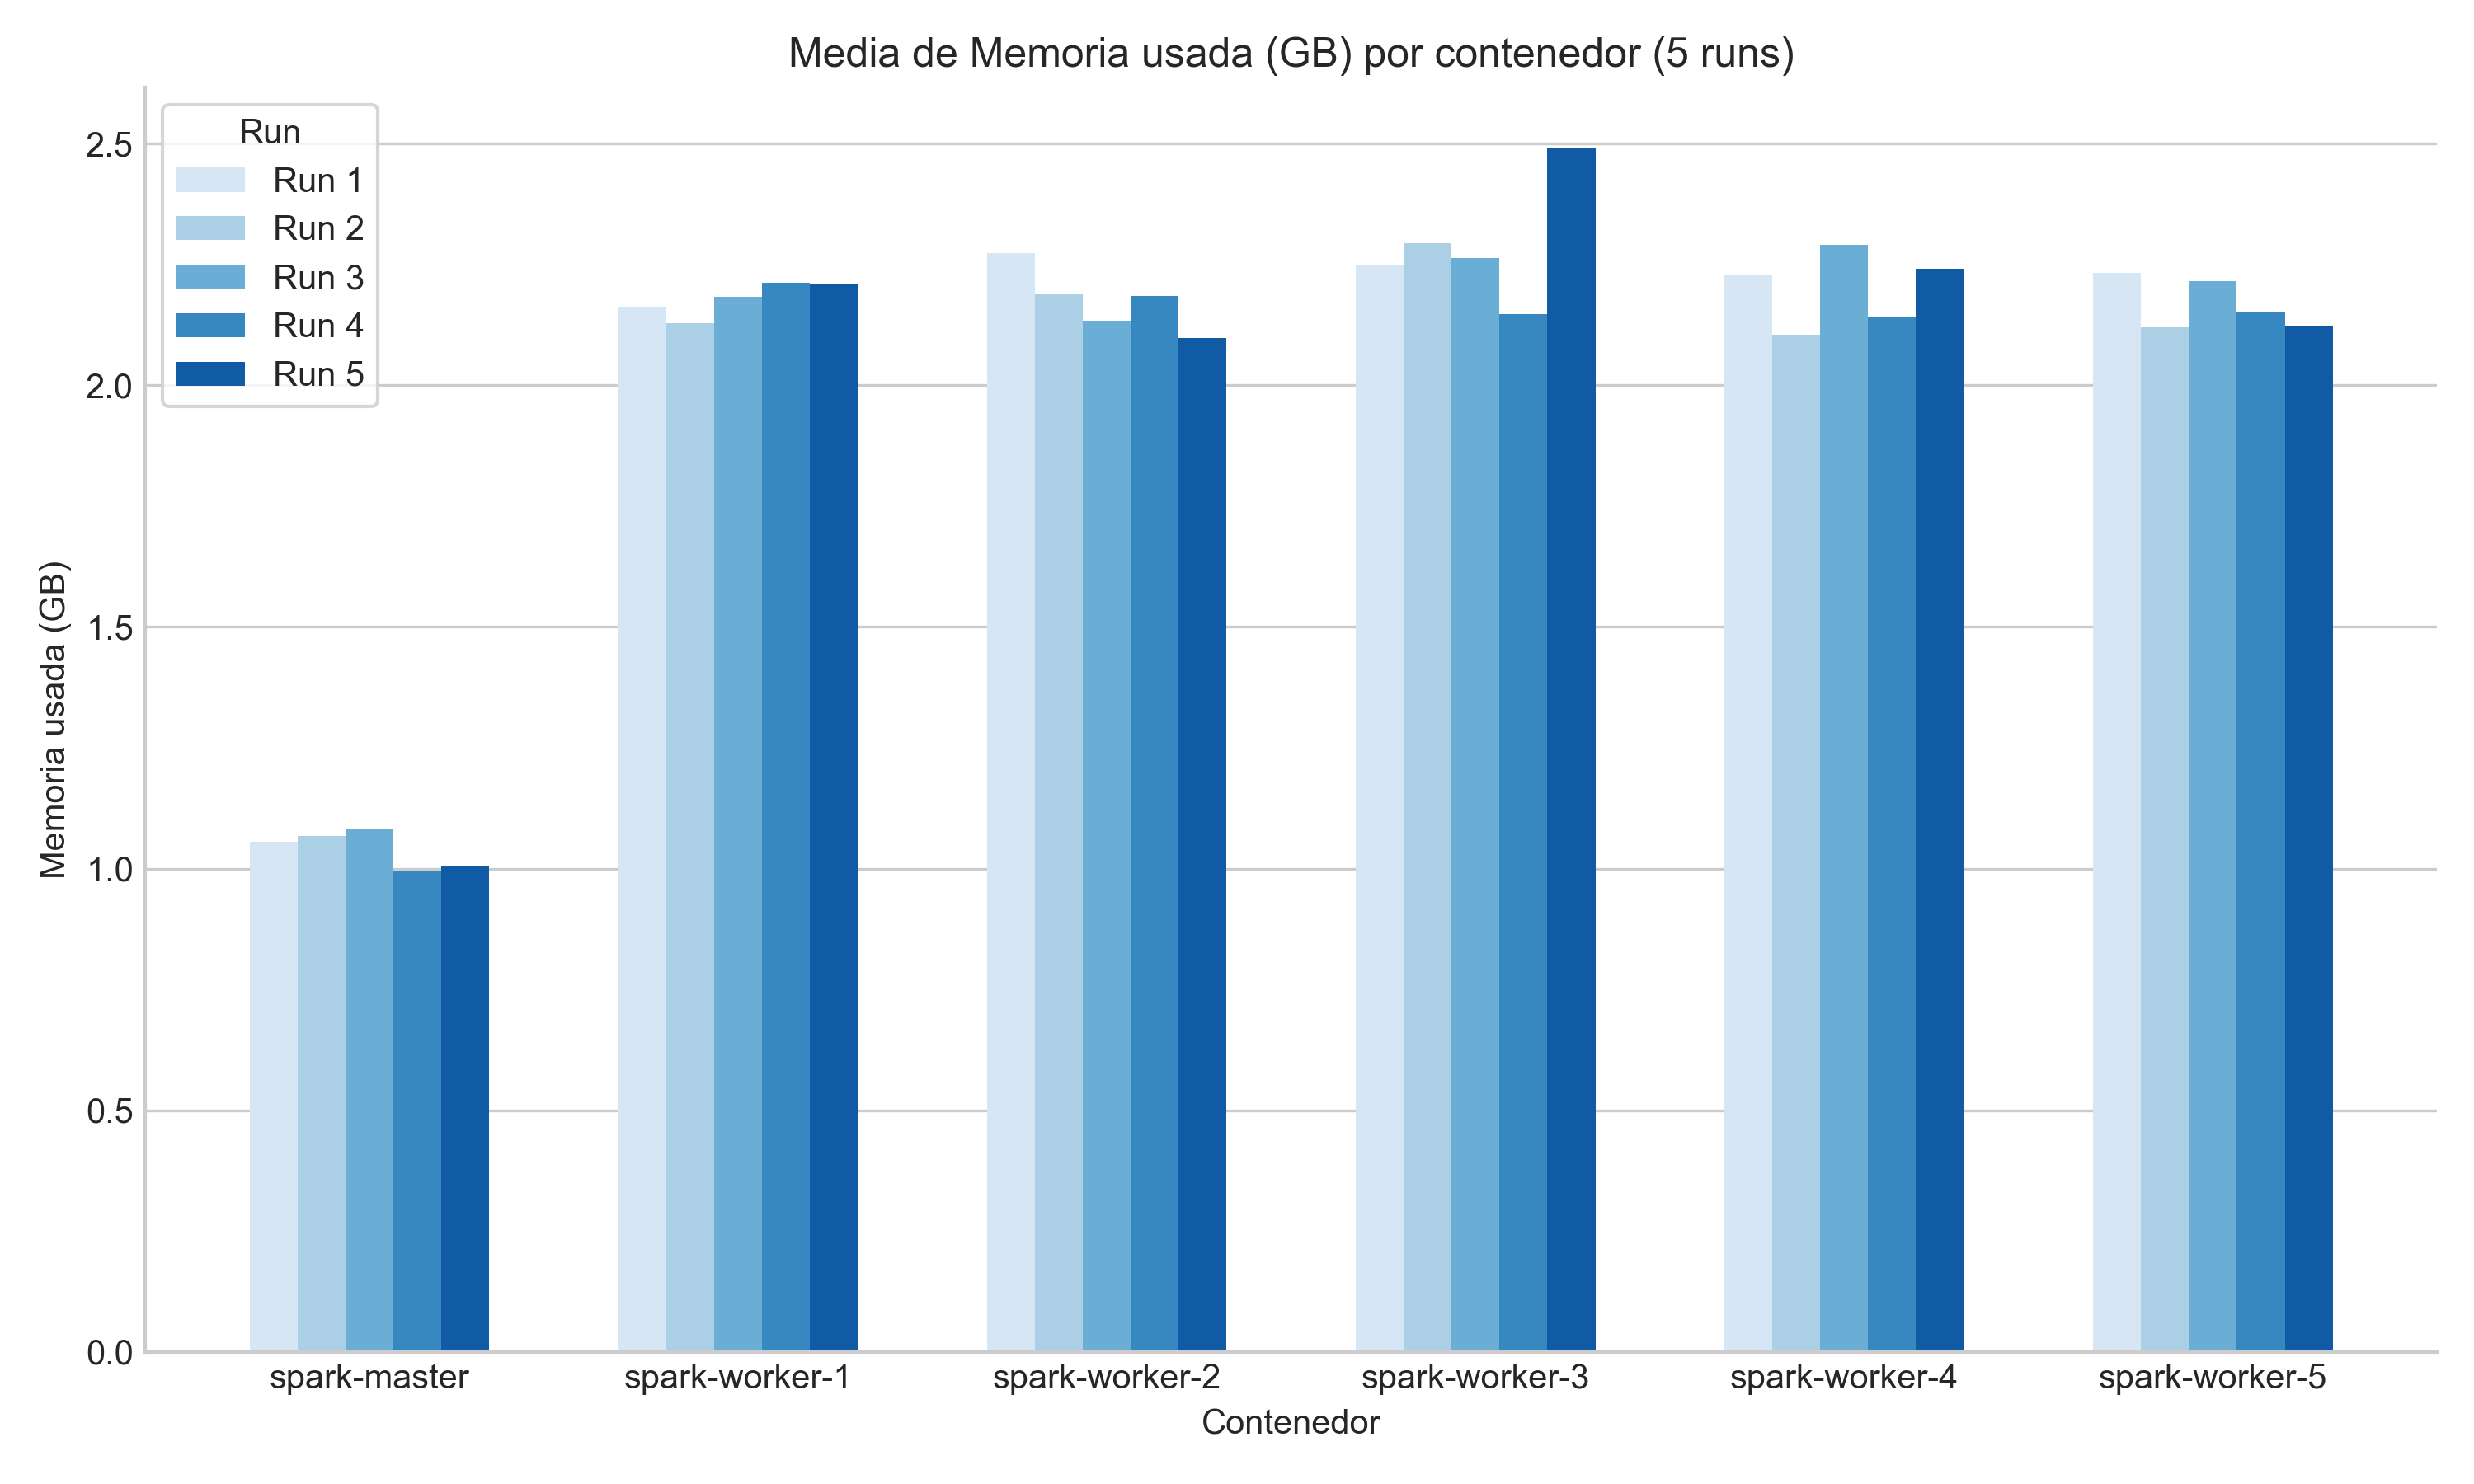 Media de Memoria usada (GB) por contenedor (5 runs)
Run
Run 1
Run 2
Run 3
Run 4
Run 5
Memoria usada (GB)
2.5
2.0
1.5
1.0
0.5
0.0
spark-master
spark-worker-1
spark-worker-2
spark-worker-3
spark-worker-4
spark-worker-5
Contenedor